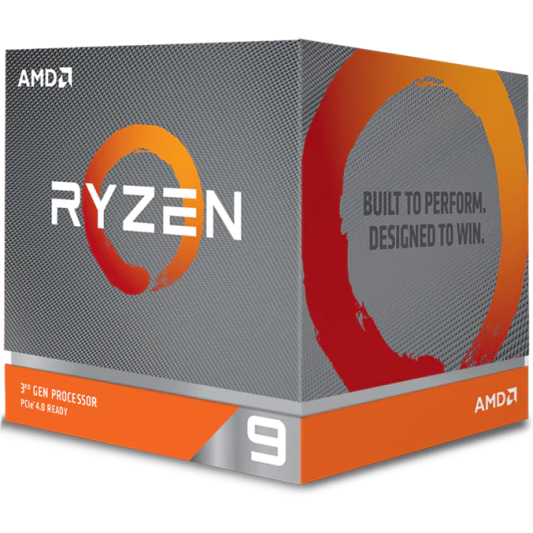 AMD
RYZEN
3RD GEN PROCESSOR
PCIe® 4.0 READY
9
BUILT TO PERFORM.
DESIGNED TO WIN.
AMD